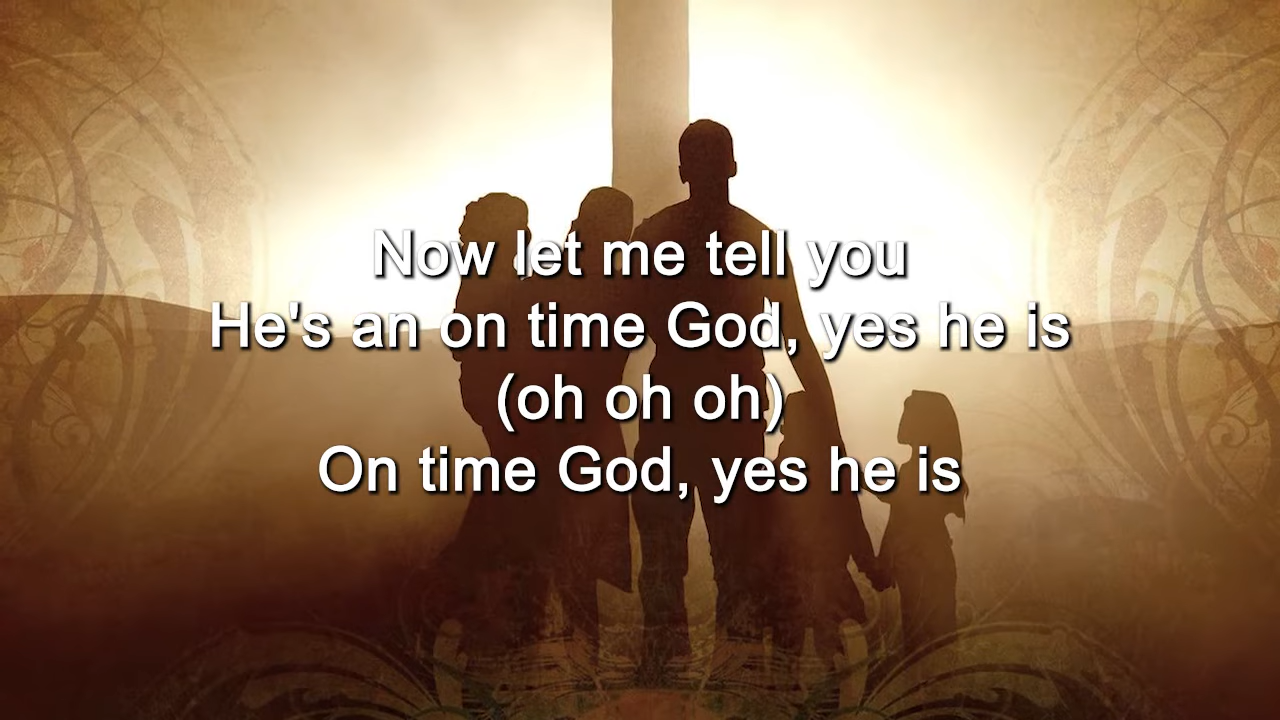 Now let me tell you
He's an on time God, yes he is
(oh oh oh)
On time God, yes he is